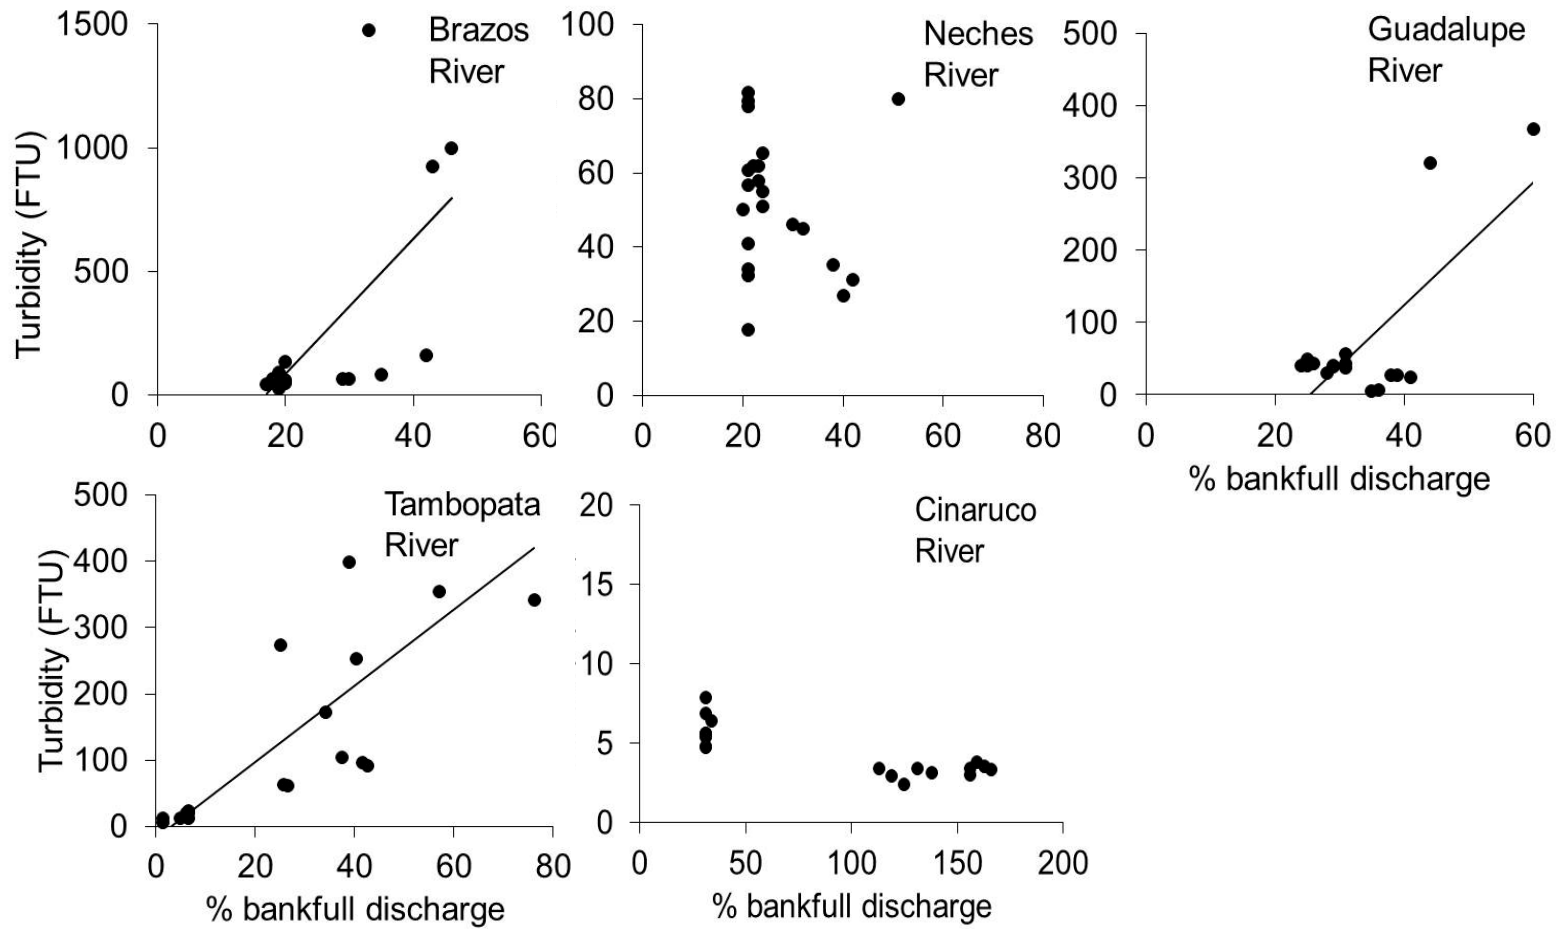 Brazos
River
1500
1000
500
0
0 20 40 60
Turbidity (FTU)
Neches
River
100
80
60
40
20
0
0 20 40 60 80
Guadalupe
River
500
400
300
200
100
0
0 20 40 60
% bankfull discharge
Tambopata
River
500
400
300
200
100
0
0 20 40 60 80
Turbidity (FTU)
% bankfull discharge
Cinaruco
River
20
15
10
5
0
0 50 100 150 200
% bankfull discharge